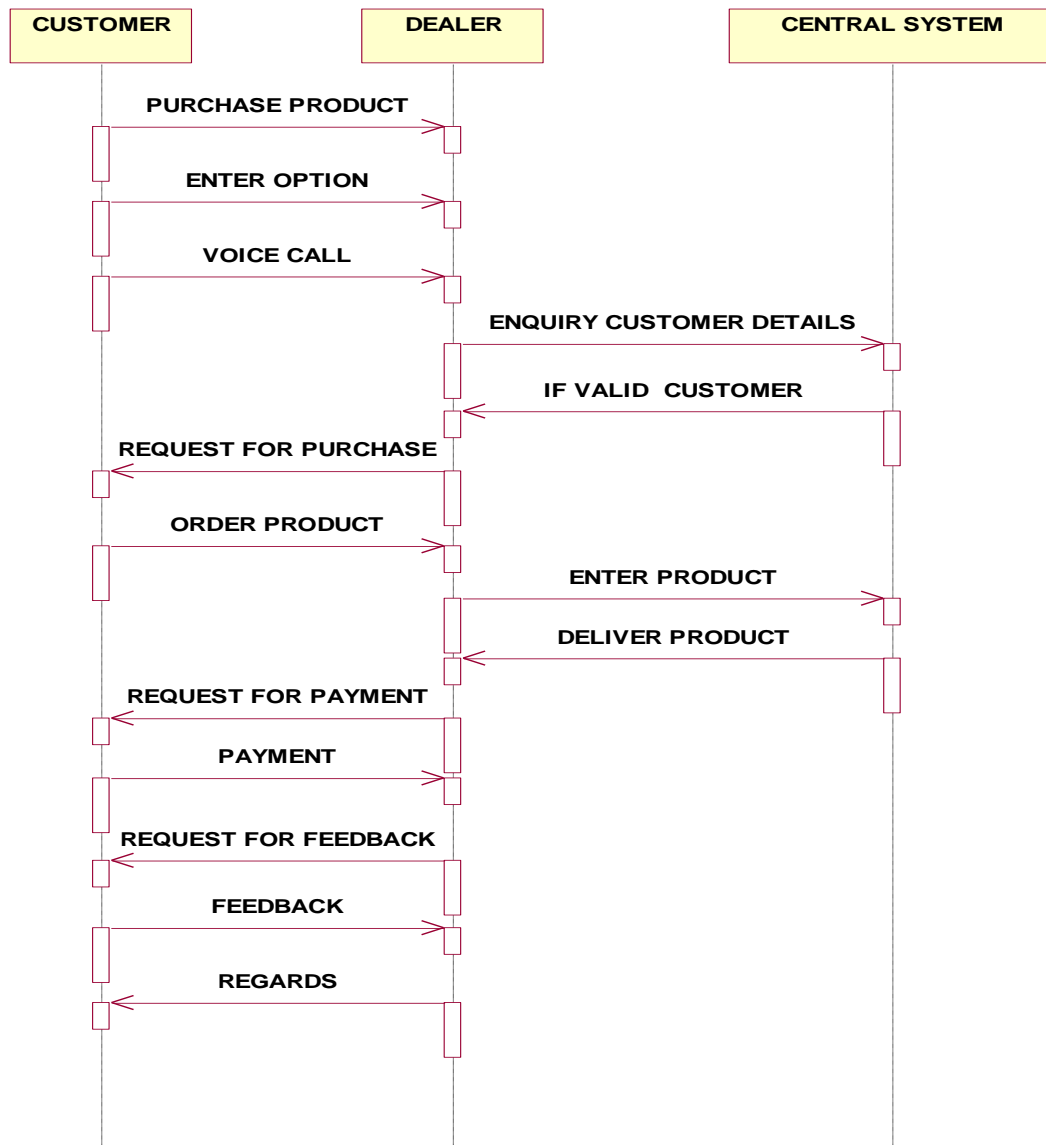 CUSTOMER
DEALER
CENTRAL SYSTEM
PURCHASE PRODUCT
ENTER OPTION
VOICE CALL
ENQUIRY CUSTOMER DETAILS
IF VALID  CUSTOMER
REQUEST FOR PURCHASE
ORDER PRODUCT
ENTER PRODUCT
DELIVER PRODUCT
REQUEST FOR PAYMENT
PAYMENT
REQUEST FOR FEEDBACK
FEEDBACK
REGARDS